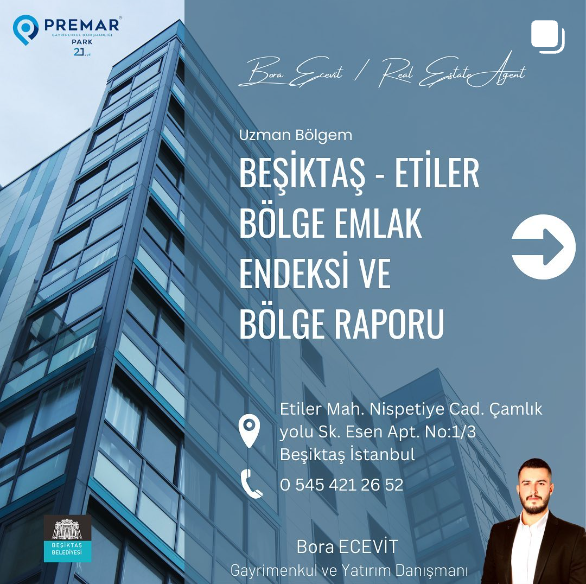 PREMAR
PARK
Bora Ecevit / Real Estate Agent
Uzman Bölgem
BEŞİKTAŞ - ETİLER
BÖLGE EMLAK
ENDEKSİ VE
BÖLGE RAPORU
Etiler Mah. Nispetiye Cad. Çamlık
yolu Sk. Esen Apt. No:1/3
Beşiktaş İstanbul
0 545 421 26 52
BEŞİKTAŞ
BELEDİYESİ
Bora ECEVİT
Gayrimenkul ve Yatırım Danışmanı